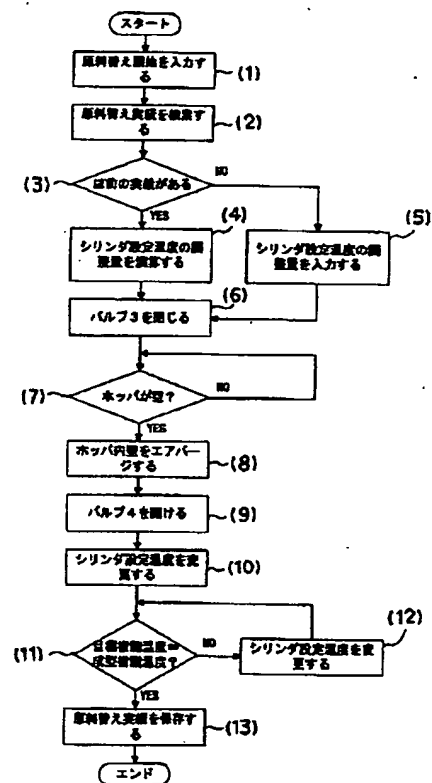 スタート
原料替え開始を入力す
る
(1)
原料替え実績を検索す
る
(2)
以前の実績がある
(3)
NO
YES
(4)
シリンダ設定温度の調
整量を演算する
(5)
シリンダ設定温度の調
整量を入力する
(6)
バルブ3を閉じる
(7)
ホッパが空?
NO
YES
ホッパ内壁をエアパー
ジする
(8)
バルブ4を開ける
(9)
シリンダ設定温度を変
更する
(10)
(11)
目標樹脂温度=
成型樹脂温度?
NO
YES
(12)
シリンダ設定温度を変
更する
原料替え実績を保存す
る
(13)
エンド